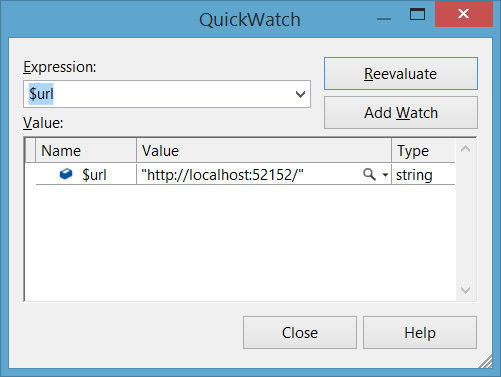 QuickWatch
Expression:
$url
Reevaluate
Add Watch
Value:
Name Value Type
$url "http://localhost:52152/" string
Close Help